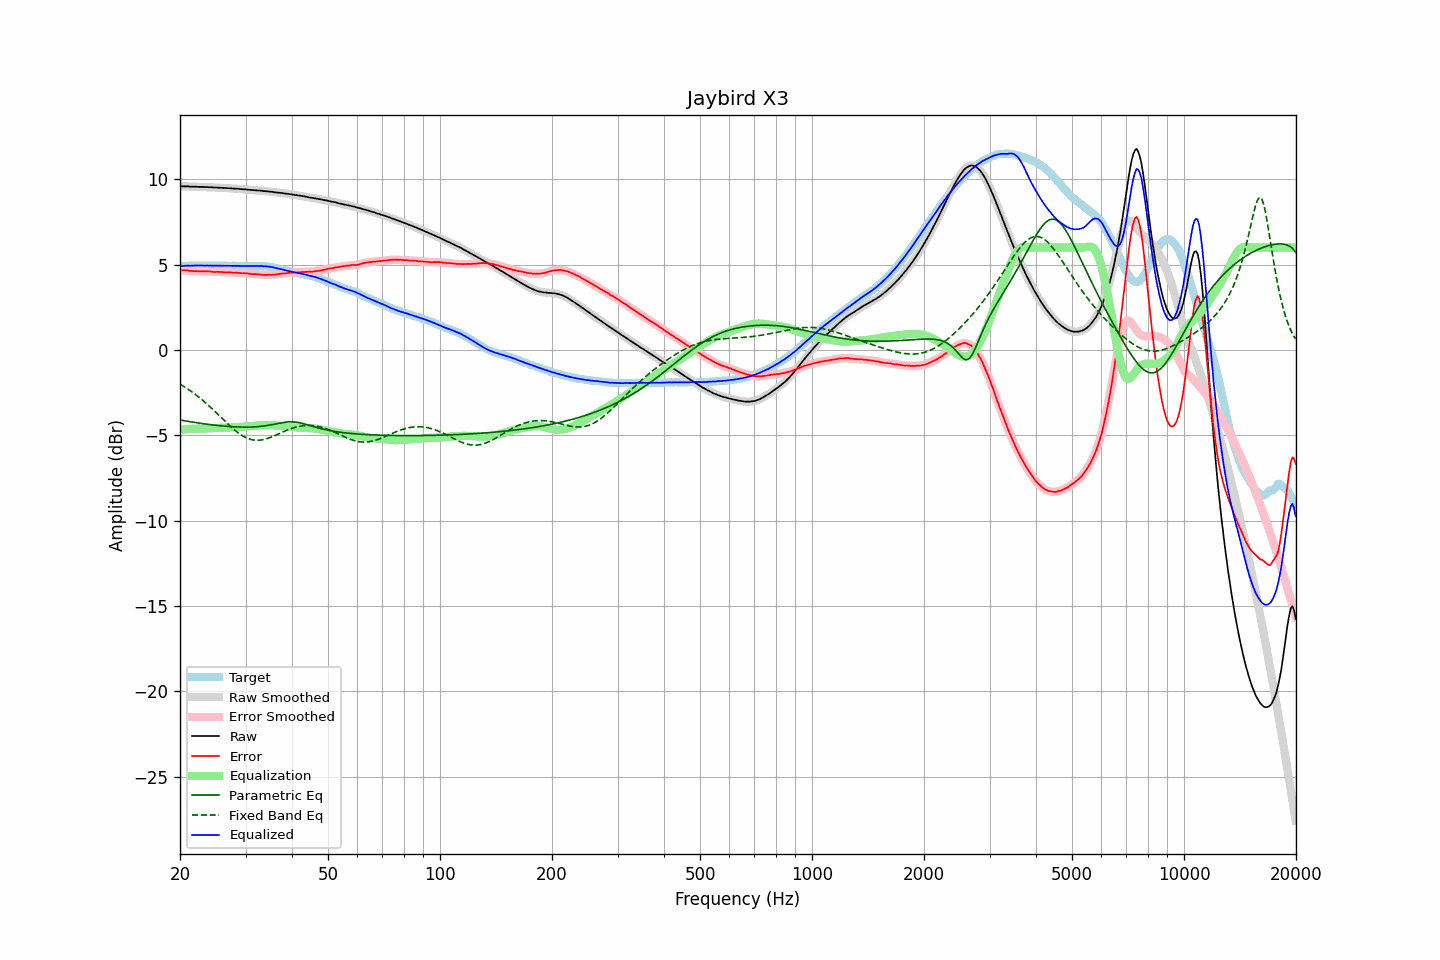 Jaybird X3
Amplitude (dBr)
10
5
0
−5
−10
−15
−20
−25
Target
Raw Smoothed
Error Smoothed
Raw
Error
Equalization
Parametric Eq
Fixed Band Eq
Equalized
20 50 100 200 500 1000 2000 5000 10000 20000
Frequency (Hz)